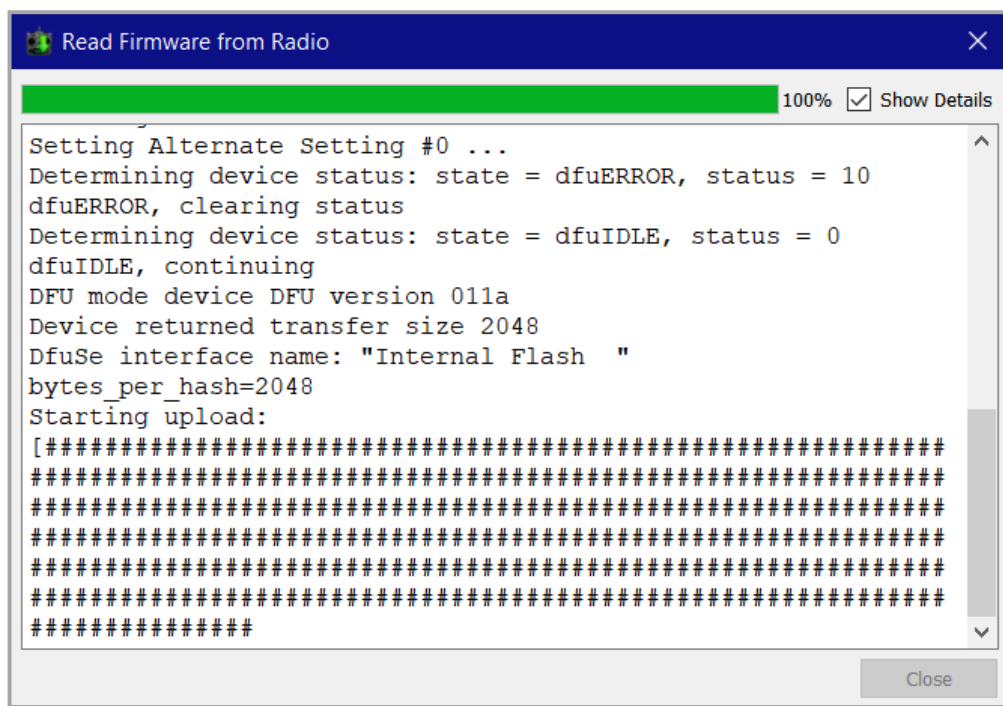 Read Firmware from Radio
100% Show Details
Setting Alternate Setting #0 ...
Determining device status: state = dfuERROR, status = 10
dfuERROR, clearing status
Determining device status: state = dfuIDLE, status = 0
dfuIDLE, continuing
DFU mode device DFU version 011a
Device returned transfer size 2048
DfuSe interface name: "Internal Flash  "
bytes_per_hash=2048
Starting upload:
[############################################################
#############################################################
#############################################################
#############################################################
#############################################################
#############################################################
###############
Close